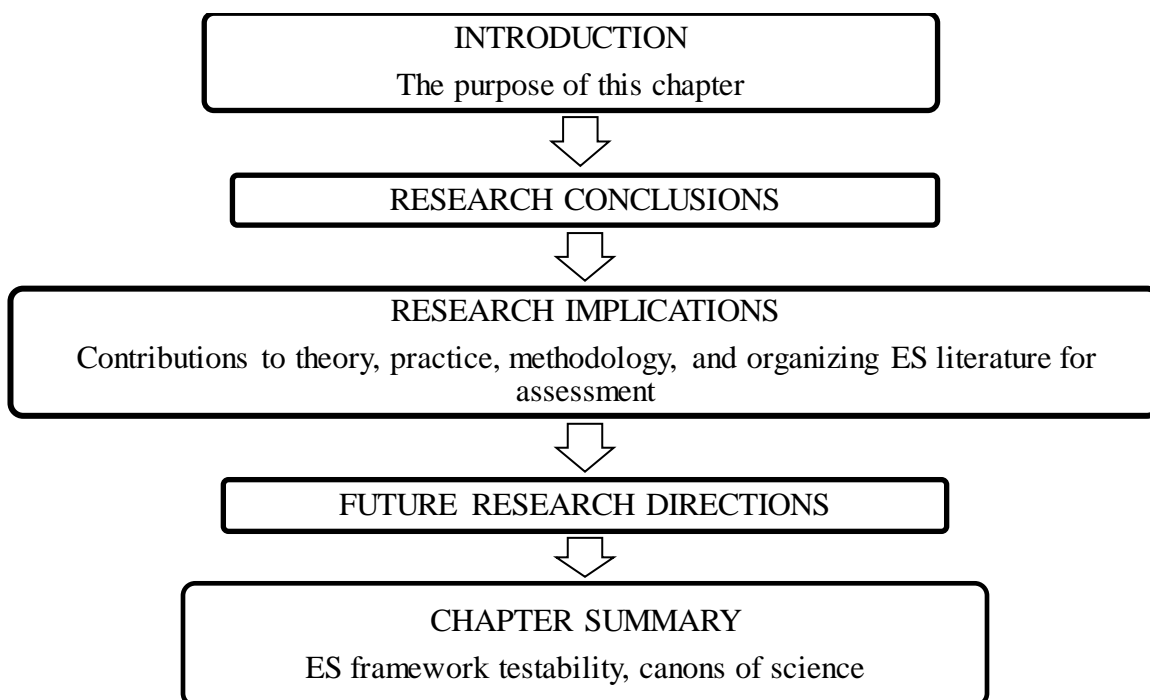 INTRODUCTION
The purpose of this chapter
RESEARCH CONCLUSIONS
RESEARCH IMPLICATIONS
Contributions to theory, practice, methodology, and organizing ES literature for
assessment
FUTURE RESEARCH DIRECTIONS
CHAPTER SUMMARY
ES framework testability, canons of science